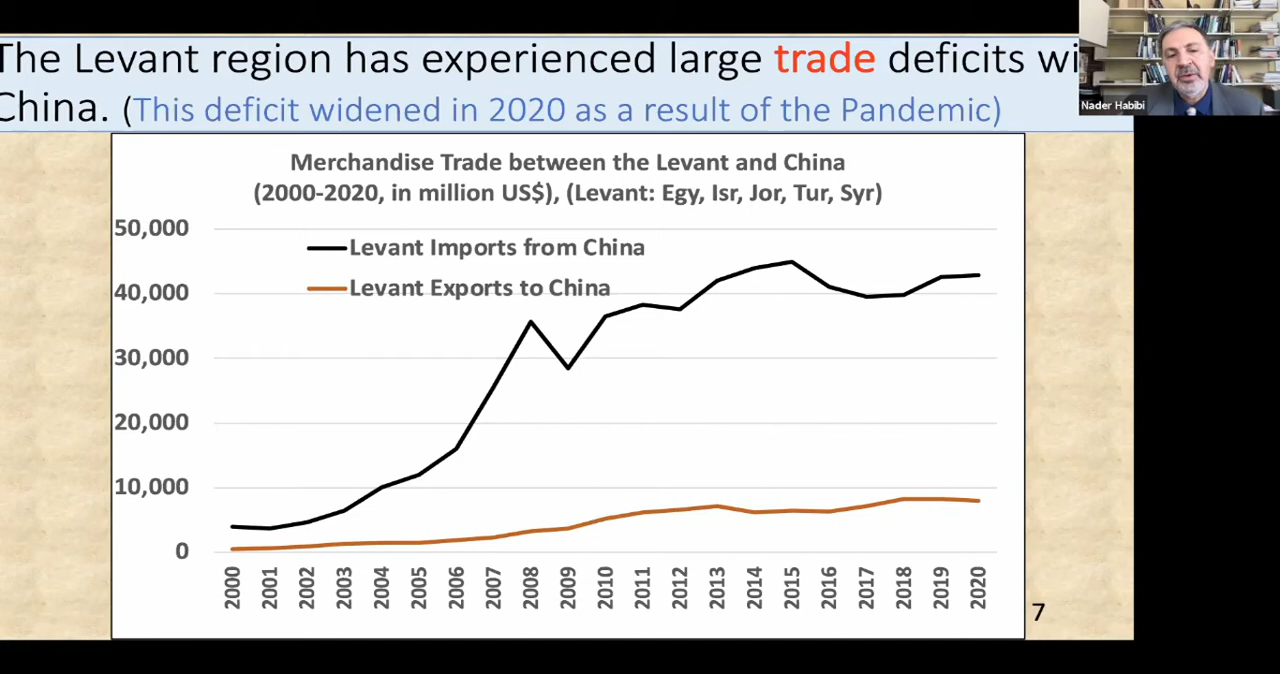 The Levant region has experienced large trade deficits wi
China. (This deficit widened in 2020 as a result of the Pandemic)
Nader Habibi
Merchandise Trade between the Levant and China
(2000-2020, in million US$), (Levant: Egy, Isr, Jor, Tur, Syr)
50,000
Levant Imports from China
40,000
Levant Exports to China
30,000
20,000
10,000
0
2000 2001 2002 2003 2004 2005 2006 2007 2008 2009 2010 2011 2012 2013 2014 2015 2016 2017 2018 2019 2020
7